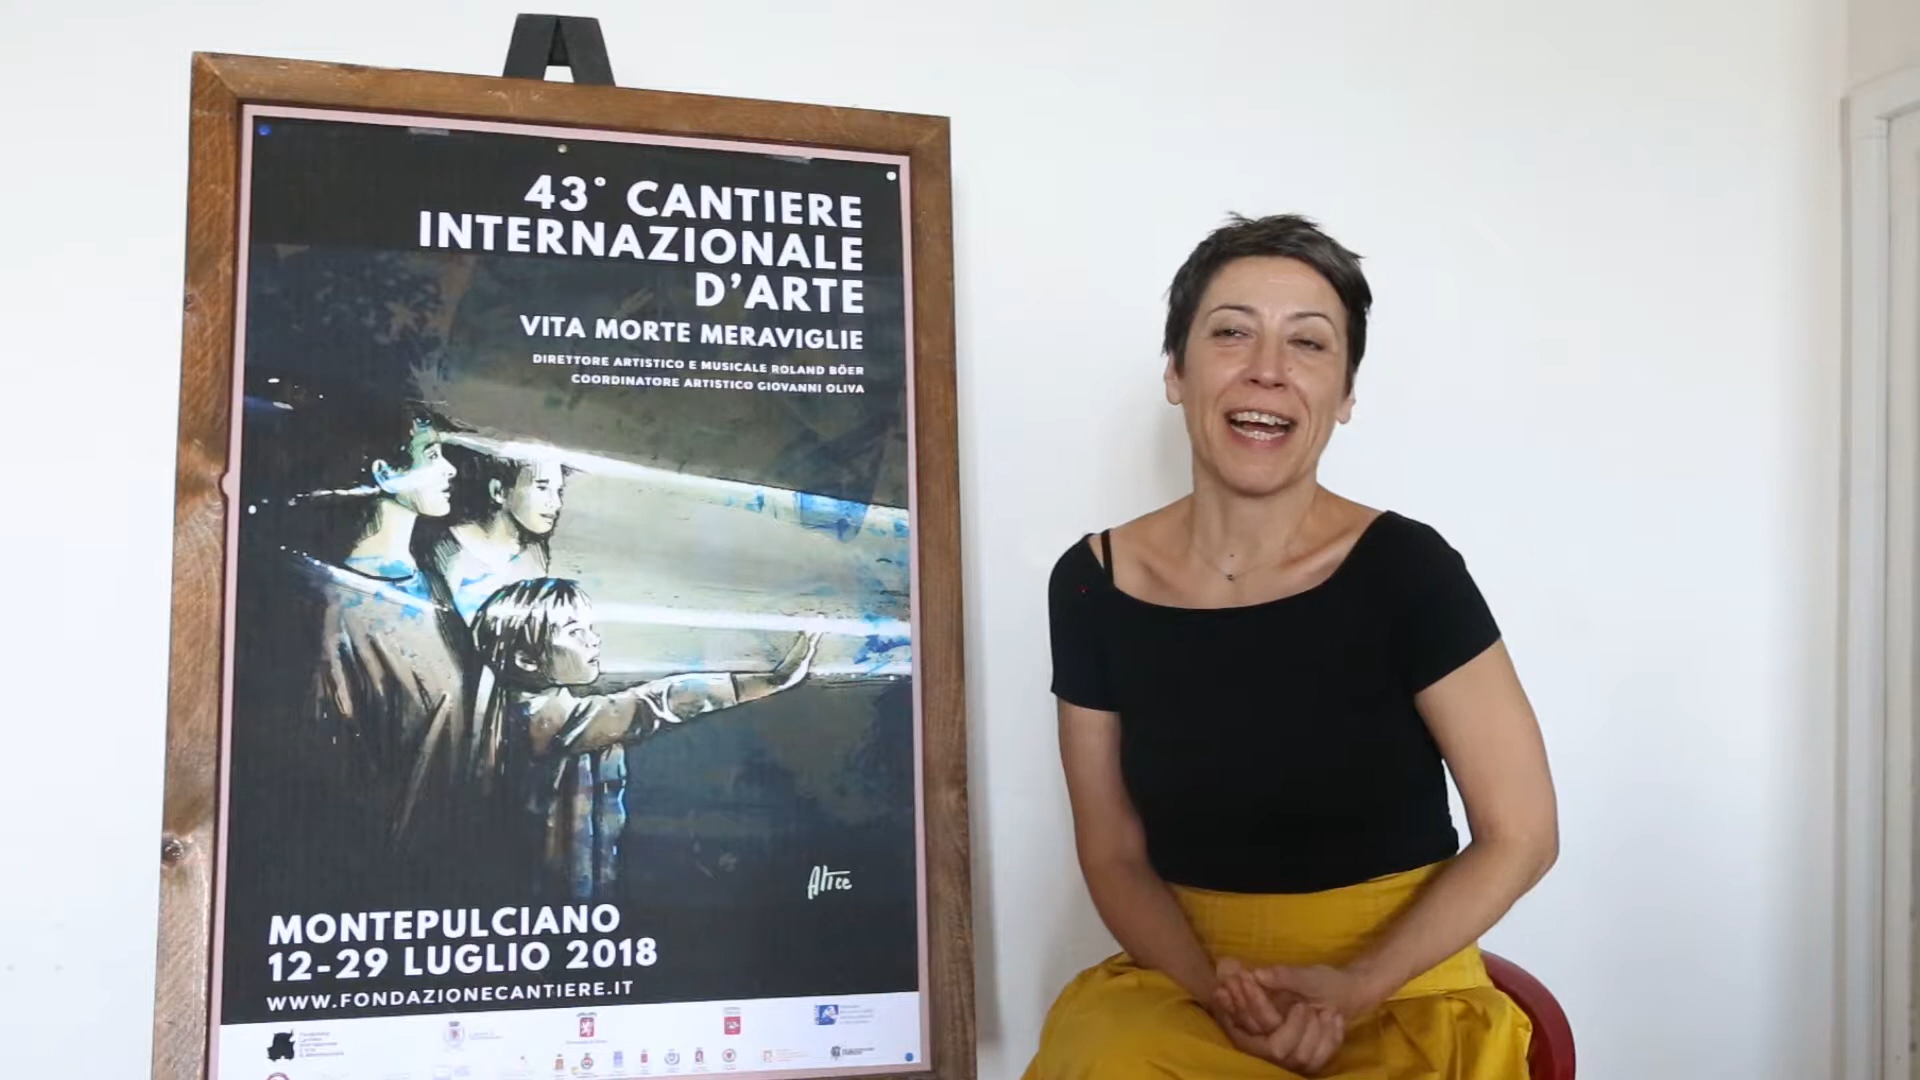 43° CANTIERE
INTERNAZIONALE
D'ARTE
VITA MORTE MERAVIGLIE
DIRETTORE ARTISTICO E MUSICALE ROLAND BÖER
COORDINATORE ARTISTICO GIOVANNI OLIVA
Alice
MONTEPULCIANO
12-29 LUGLIO 2018
WWW.FONDAZIONECANTIERE.IT